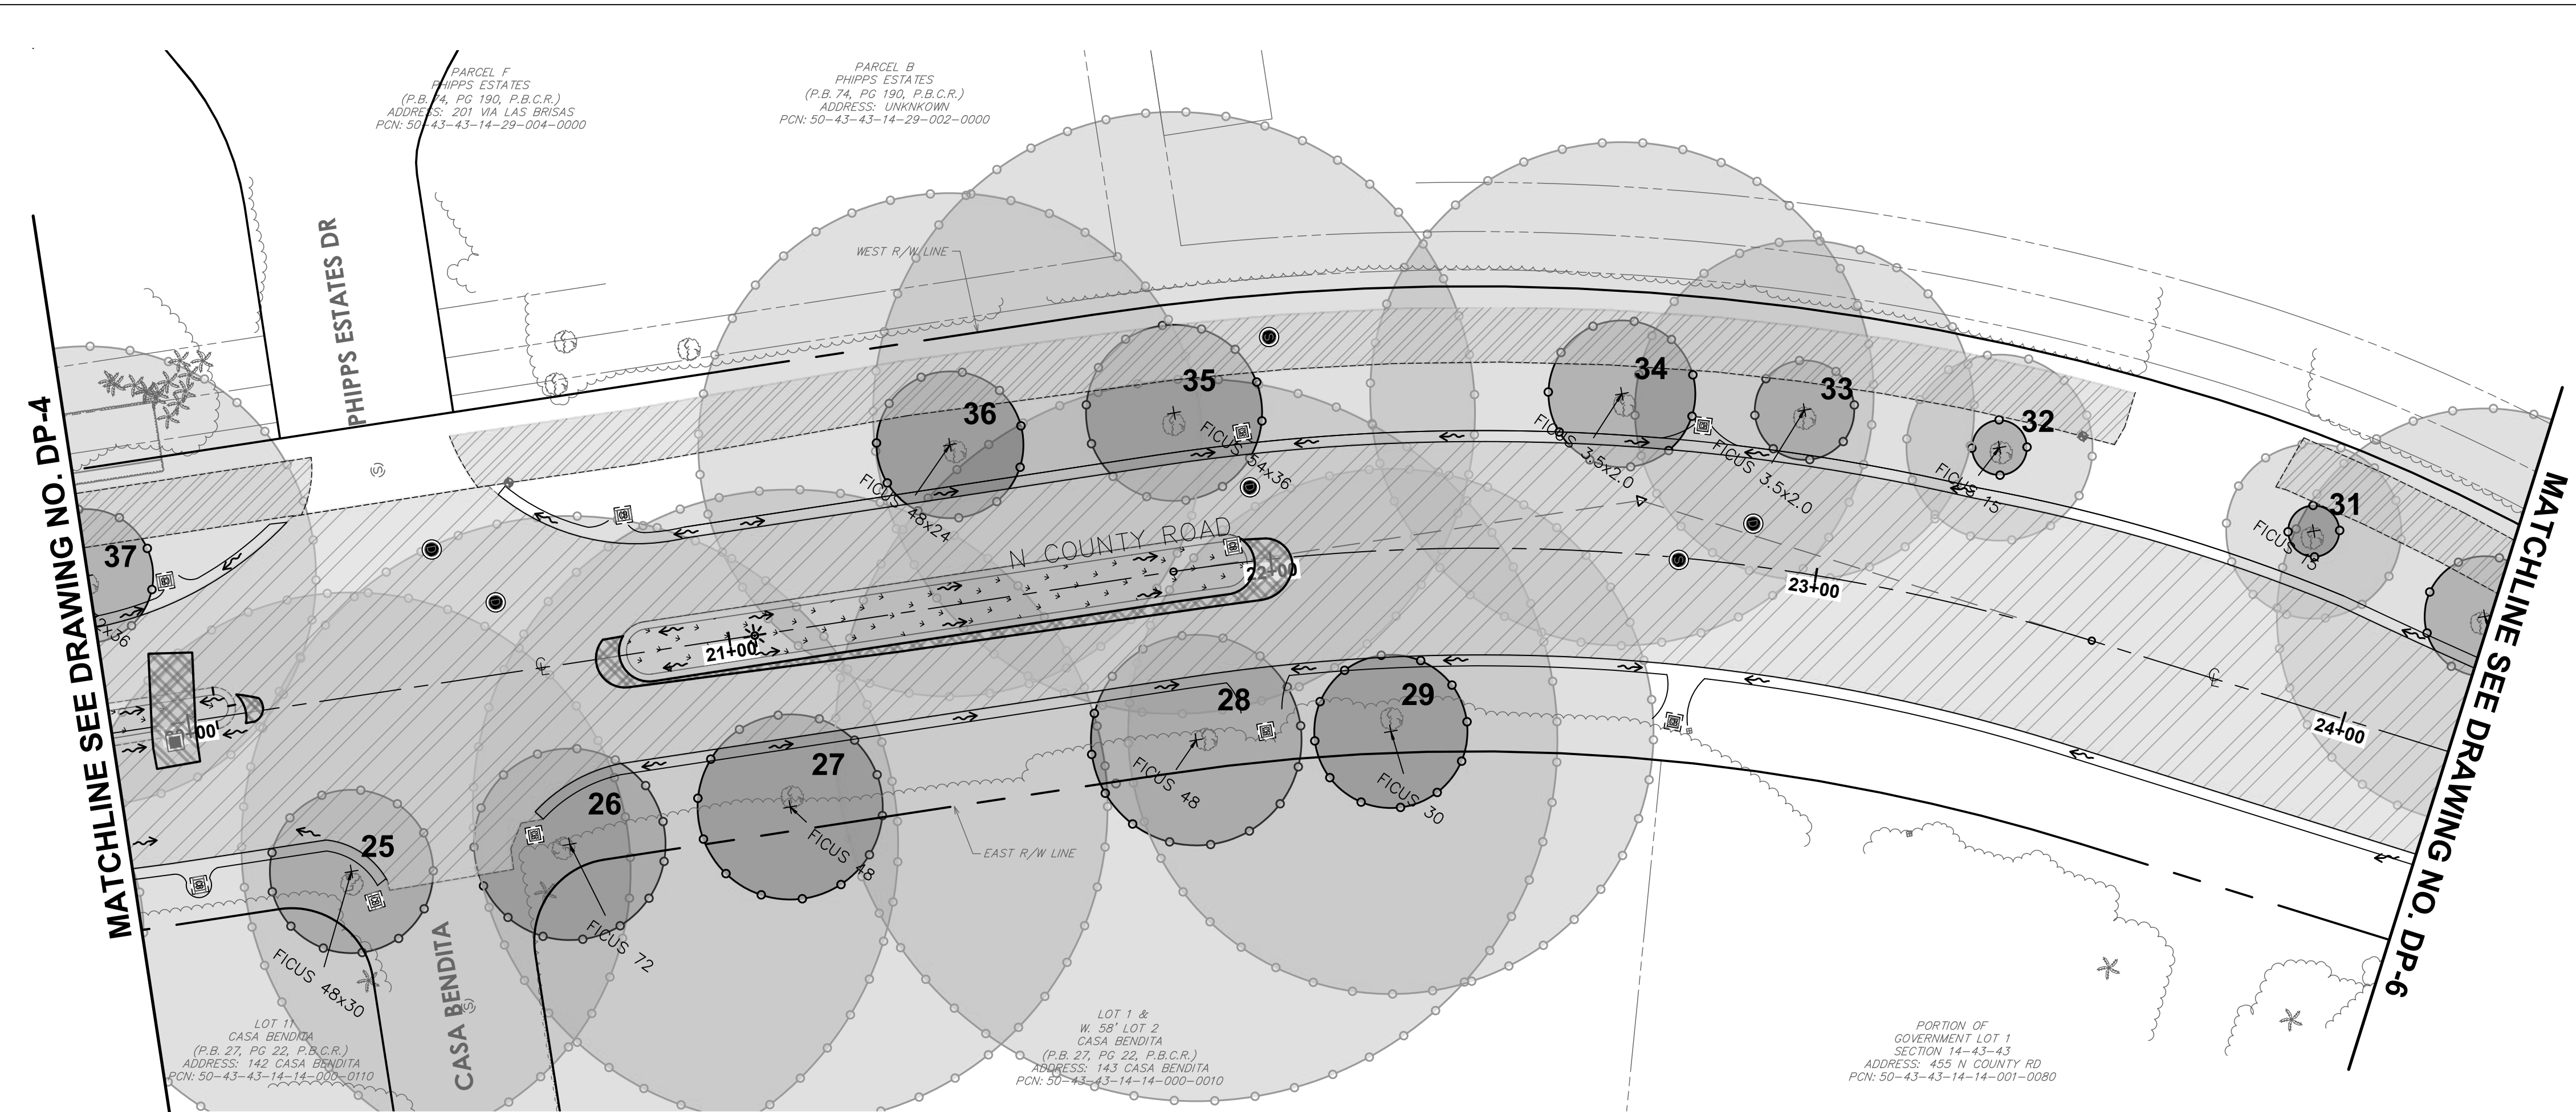 PARCEL F
PHIPPS ESTATES
(P.B. 74, PG 190, P.B.C.R.)
ADDRESS: 201 VIA LAS BRISAS
PCN: 50-43-43-14-29-004-0000
PARCEL B
PHIPPS ESTATES
(P.B. 74, PG 190, P.B.C.R.)
ADDRESS: UNKNKOWN
PCN: 50-43-43-14-29-002-0000
WEST R/W LINE
PHIPPS ESTATES DR
MATCHLINE SEE DRAWING NO. DP-4
MATCHLINE SEE DRAWING NO. DP-6
37
36
35
34
33
32
31
FICUS 48x24
FICUS 54x36
FICUS 3.5x2.0
FICUS 3.5x2.0
FICUS 15
FICUS 15
(S)
N COUNTY ROAD
21+00
22+00
23+00
24+00
25
26
27
28
29
FICUS 48x30
FICUS 72
FICUS 48
FICUS 48
FICUS 30
EAST R/W LINE
CASA BENDITA
(S)
LOT 11
CASA BENDITA
(P.B. 27, PG 22, P.B.C.R.)
ADDRESS: 142 CASA BENDITA
PCN: 50-43-43-14-14-000-0110
LOT 1 &
W. 58' LOT 2
CASA BENDITA
(P.B. 27, PG 22, P.B.C.R.)
ADDRESS: 143 CASA BENDITA
PCN: 50-43-43-14-14-000-0010
PORTION OF
GOVERNMENT LOT 1
SECTION 14-43-43
ADDRESS: 455 N COUNTY RD
PCN: 50-43-43-14-14-001-0080